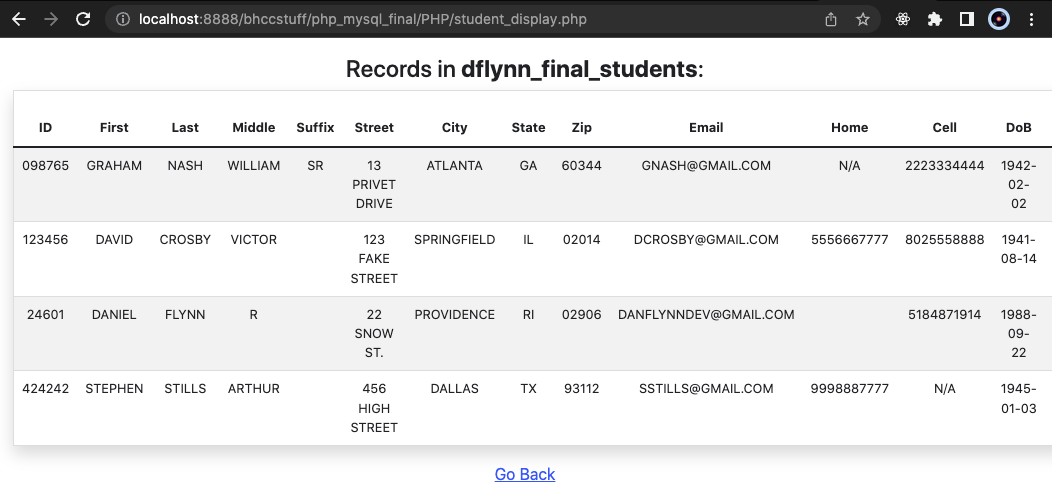 localhost:8888/bhccstuff/php_mysql_final/PHP/student_display.php
Records in dflynn_final_students:
ID First Last Middle Suffix Street City State Zip Email Home Cell DoB
098765 GRAHAM NASH WILLIAM SR 13 ATLANTA GA 60344 GNASH@GMAIL.COM N/A 2223334444 1942-
PRIVET 02-
DRIVE 02
123456 DAVID CROSBY VICTOR 123 SPRINGFIELD IL 02014 DCROSBY@GMAIL.COM 5556667777 8025558888 1941-
FAKE 08-14
STREET
24601 DANIEL FLYNN R 22 PROVIDENCE RI 02906 DANFLYNNDEV@GMAIL.COM 5184871914 1988-
SNOW 09-
ST. 22
424242 STEPHEN STILLS ARTHUR 456 DALLAS TX 93112 SSTILLS@GMAIL.COM 9998887777 N/A 1945-
HIGH 01-03
STREET
Go Back